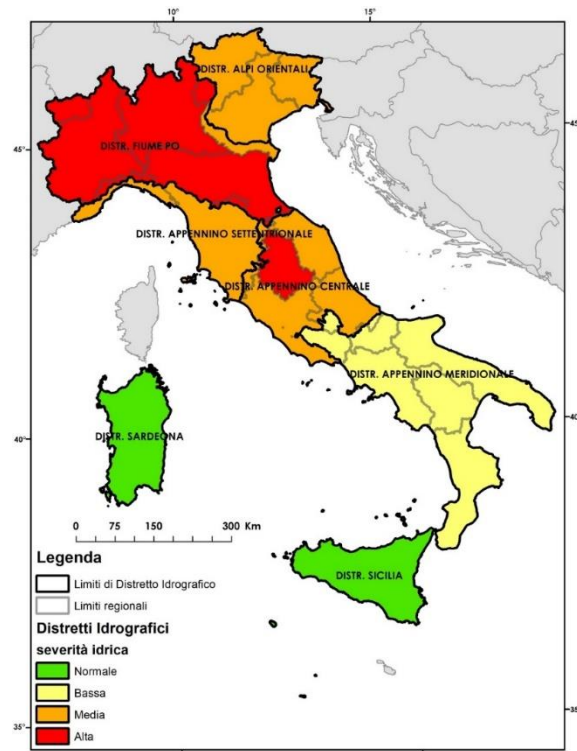 10°
15°
DISTR. ALPI ORIENTALI
45°
DISTR. FIUME PO
45°
DISTR. APPENNINO SETTENTRIONALE
DISTR. APPENNINO CENTRALE
DISTR. APPENNINO MERIDIONALE
40°
DISTR. SARDEGNA
40°
0 75 150 300 Km
Legenda
Limiti di Distretto Idrografico
Limiti regionali
DISTR. SICILIA
Distretti Idrografici
severità idrica
Normale
Bassa
Media
35°
35°
Alta
10°
15°